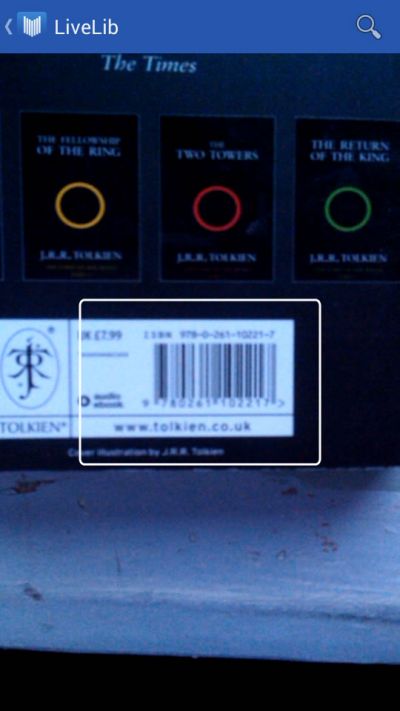 LiveLib
The Times
THE FELLOWSHIP
OF THE RING
J.R.R. TOLKIEN
THE
TWO TOWERS
J.R.R. TOLKIEN
THE RETURN
OF THE KING
J.R.R. TOLKIEN
UK £7.99
ISBN 978-0-261-10221-7
audio
ebook
9 780261 102217 >
TOLKIEN®
www.tolkien.co.uk
Cover illustration by J.R.R. Tolkien